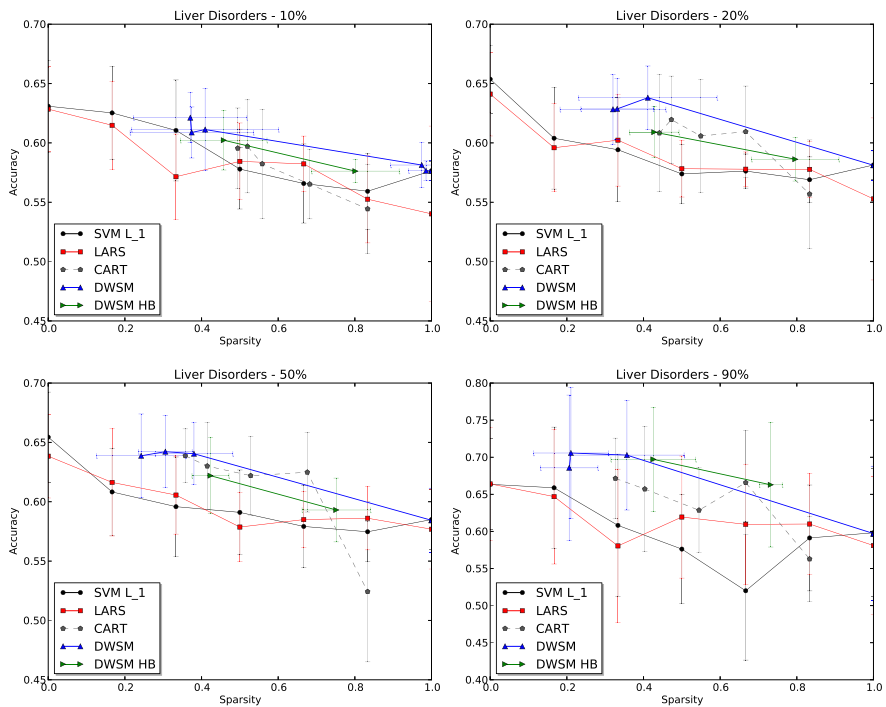 Liver Disorders - 10%
0.70
0.65
0.60
0.55
0.50
0.45
Accuracy
SVM L_1
LARS
CART
DWSM
DWSM HB
0.0 0.2 0.4 0.6 0.8 1.0
Sparsity
Liver Disorders - 20%
0.70
0.65
0.60
0.55
0.50
0.45
Accuracy
SVM L_1
LARS
CART
DWSM
DWSM HB
0.0 0.2 0.4 0.6 0.8 1.0
Sparsity
Liver Disorders - 50%
0.70
0.65
0.60
0.55
0.50
0.45
Accuracy
SVM L_1
LARS
CART
DWSM
DWSM HB
0.0 0.2 0.4 0.6 0.8 1.0
Sparsity
Liver Disorders - 90%
0.80
0.75
0.70
0.65
0.60
0.55
0.50
0.45
0.40
Accuracy
SVM L_1
LARS
CART
DWSM
DWSM HB
0.0 0.2 0.4 0.6 0.8 1.0
Sparsity